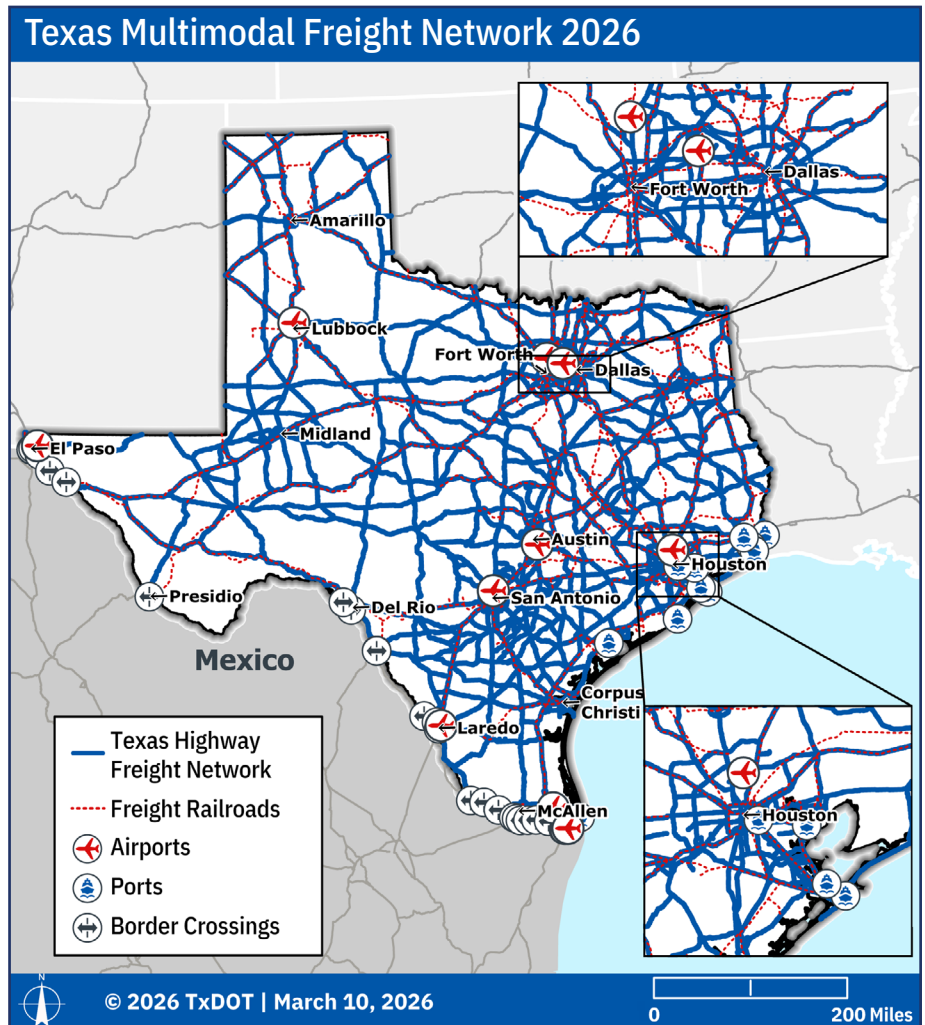 Texas Multimodal Freight Network 2026
Dallas
Fort Worth
Amarillo
Lubbock
Fort Worth
Dallas
Midland
El Paso
Austin
Houston
Presidio
San Antonio
Del Rio
Mexico
Corpus
Christi
Laredo
McAllen
Houston
Texas Highway
Freight Network
Freight Railroads
Airports
Ports
Border Crossings
N
© 2026 TxDOT | March 10, 2026
0
200 Miles